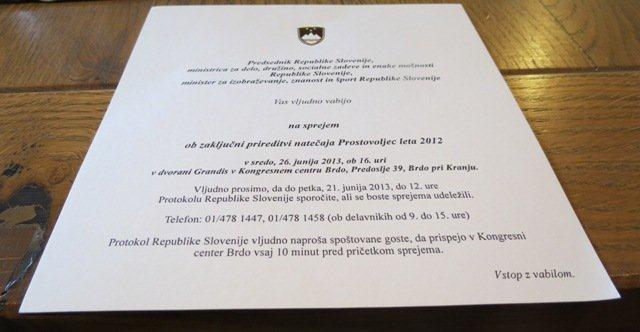 Predsednik Republike Slovenije,
ministrica za delo, družino, socialne zadeve in enake možnosti
Republike Slovenije,
minister za izobraževanje, znanost in šport Republike Slovenije
Vas vljudno vabijo
na sprejem
ob zaključni prireditvi natečaja Prostovoljec leta 2012
v sredo, 26. junija 2013, ob 16. uri
v dvorani Grandis v Kongresnem centru Brdo, Predoslje 39, Brdo pri Kranju.
Vljudno prosimo, da do petka, 21. junija 2013, do 12. ure
Protokolu Republike Slovenije sporočite, ali se boste sprejema udeležili.
Telefon: 01/478 1447, 01/478 1458 (ob delavnikih od 9. do 15. ure)
Protokol Republike Slovenije vljudno naproša spoštovane goste, da prispejo v Kongresni
center Brdo vsaj 10 minut pred pričetkom sprejema.
Vstop z vabilom.